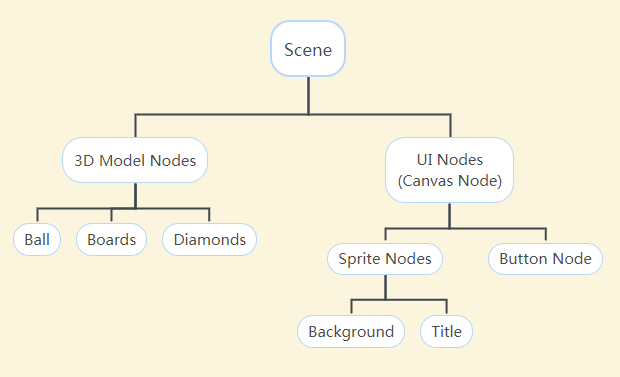 Scene
3D Model Nodes
UI Nodes
(Canvas Node)
Ball
Boards
Diamonds
Sprite Nodes
Button Node
Background
Title